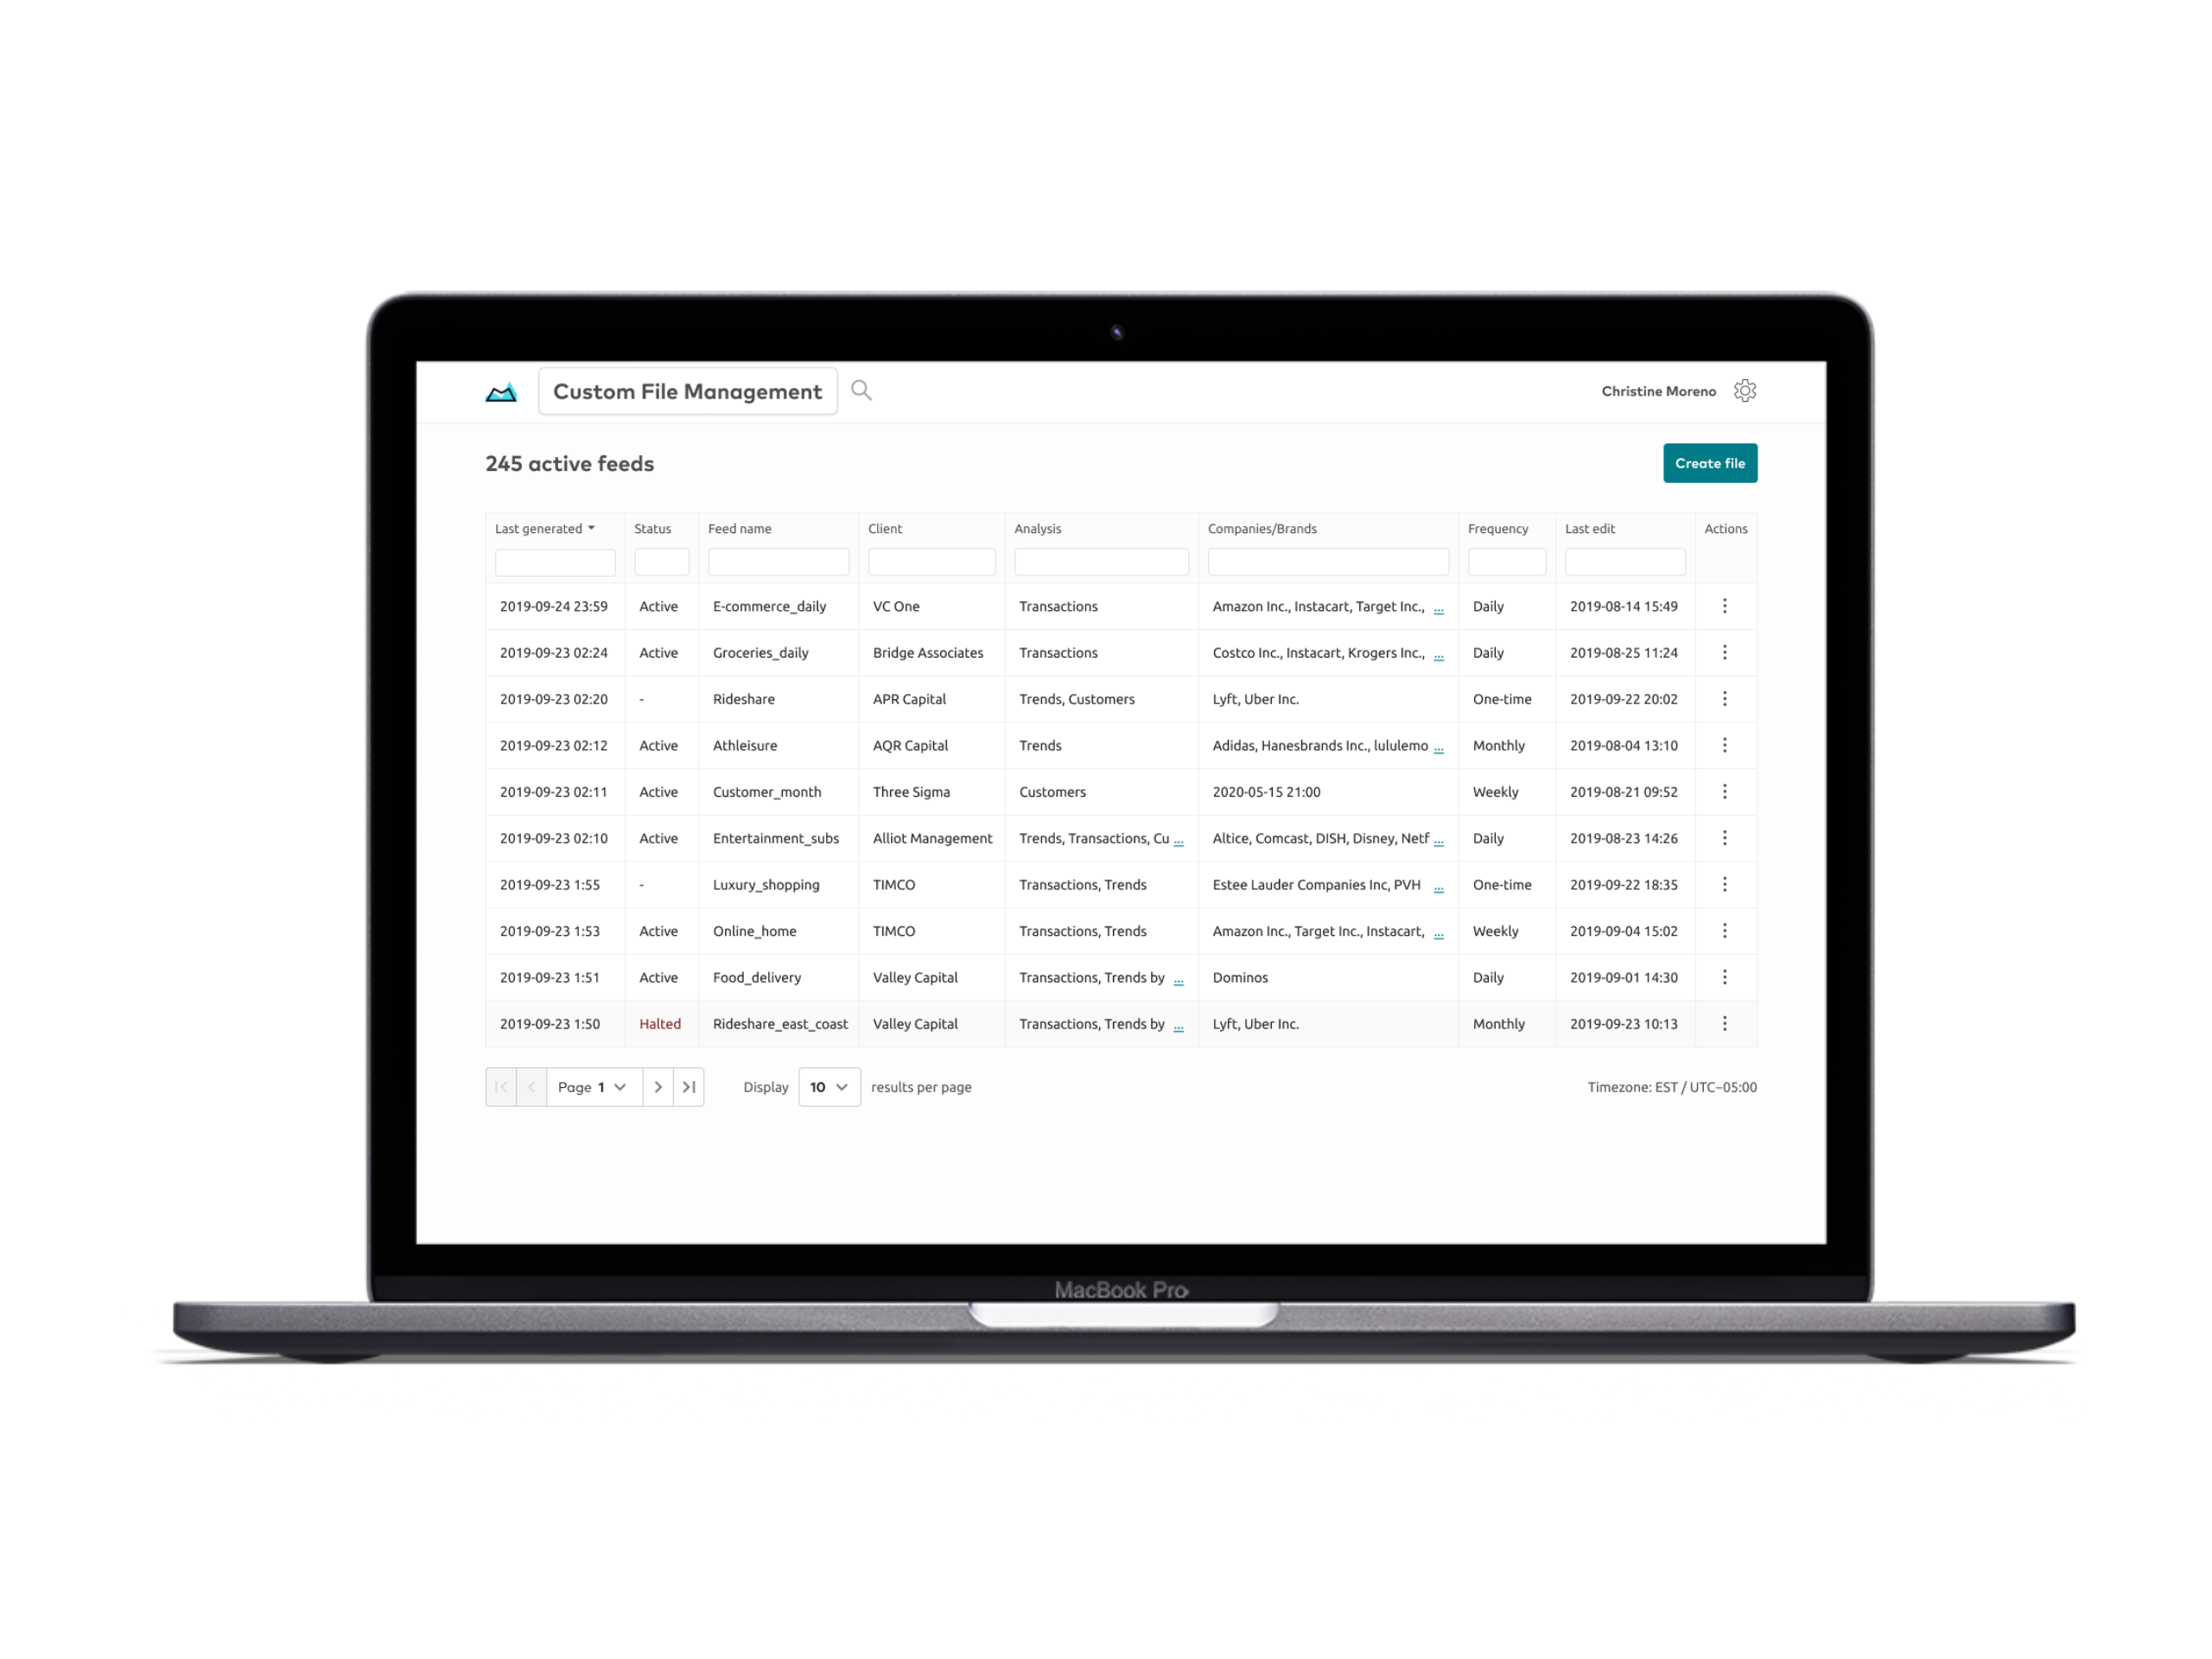 Custom File Management
Christine Moreno
245 active feeds
Create file
Last generated Status Feed name Client Analysis Companies/Brands Frequency Last edit Actions
2019-09-24 23:59 Active E-commerce_daily VC One Transactions Amazon Inc., Instacart, Target Inc., ... Daily 2019-08-14 15:49
2019-09-23 02:24 Active Groceries_daily Bridge Associates Transactions Costco Inc., Instacart, Krogers Inc., ... Daily 2019-08-25 11:24
2019-09-23 02:20 - Rideshare APR Capital Trends, Customers Lyft, Uber Inc. One-time 2019-09-22 20:02
2019-09-23 02:12 Active Athleisure AQR Capital Trends Adidas, Hanesbrands Inc., lululemo ... Monthly 2019-08-04 13:10
2019-09-23 02:11 Active Customer_month Three Sigma Customers 2020-05-15 21:00 Weekly 2019-08-21 09:52
2019-09-23 02:10 Active Entertainment_subs Alliot Management Trends, Transactions, Cu ... Altice, Comcast, DISH, Disney, Netf ... Daily 2019-08-23 14:26
2019-09-23 1:55 - Luxury_shopping TIMCO Transactions, Trends Estee Lauder Companies Inc, PVH ... One-time 2019-09-22 18:35
2019-09-23 1:53 Active Online_home TIMCO Transactions, Trends Amazon Inc., Target Inc., Instacart, ... Weekly 2019-09-04 15:02
2019-09-23 1:51 Active Food_delivery Valley Capital Transactions, Trends by ... Dominos Daily 2019-09-01 14:30
2019-09-23 1:50 Halted Rideshare_east_coast Valley Capital Transactions, Trends by ... Lyft, Uber Inc. Monthly 2019-09-23 10:13
Page 1 Display 10 results per page Timezone: EST / UTC−05:00
MacBook Pro